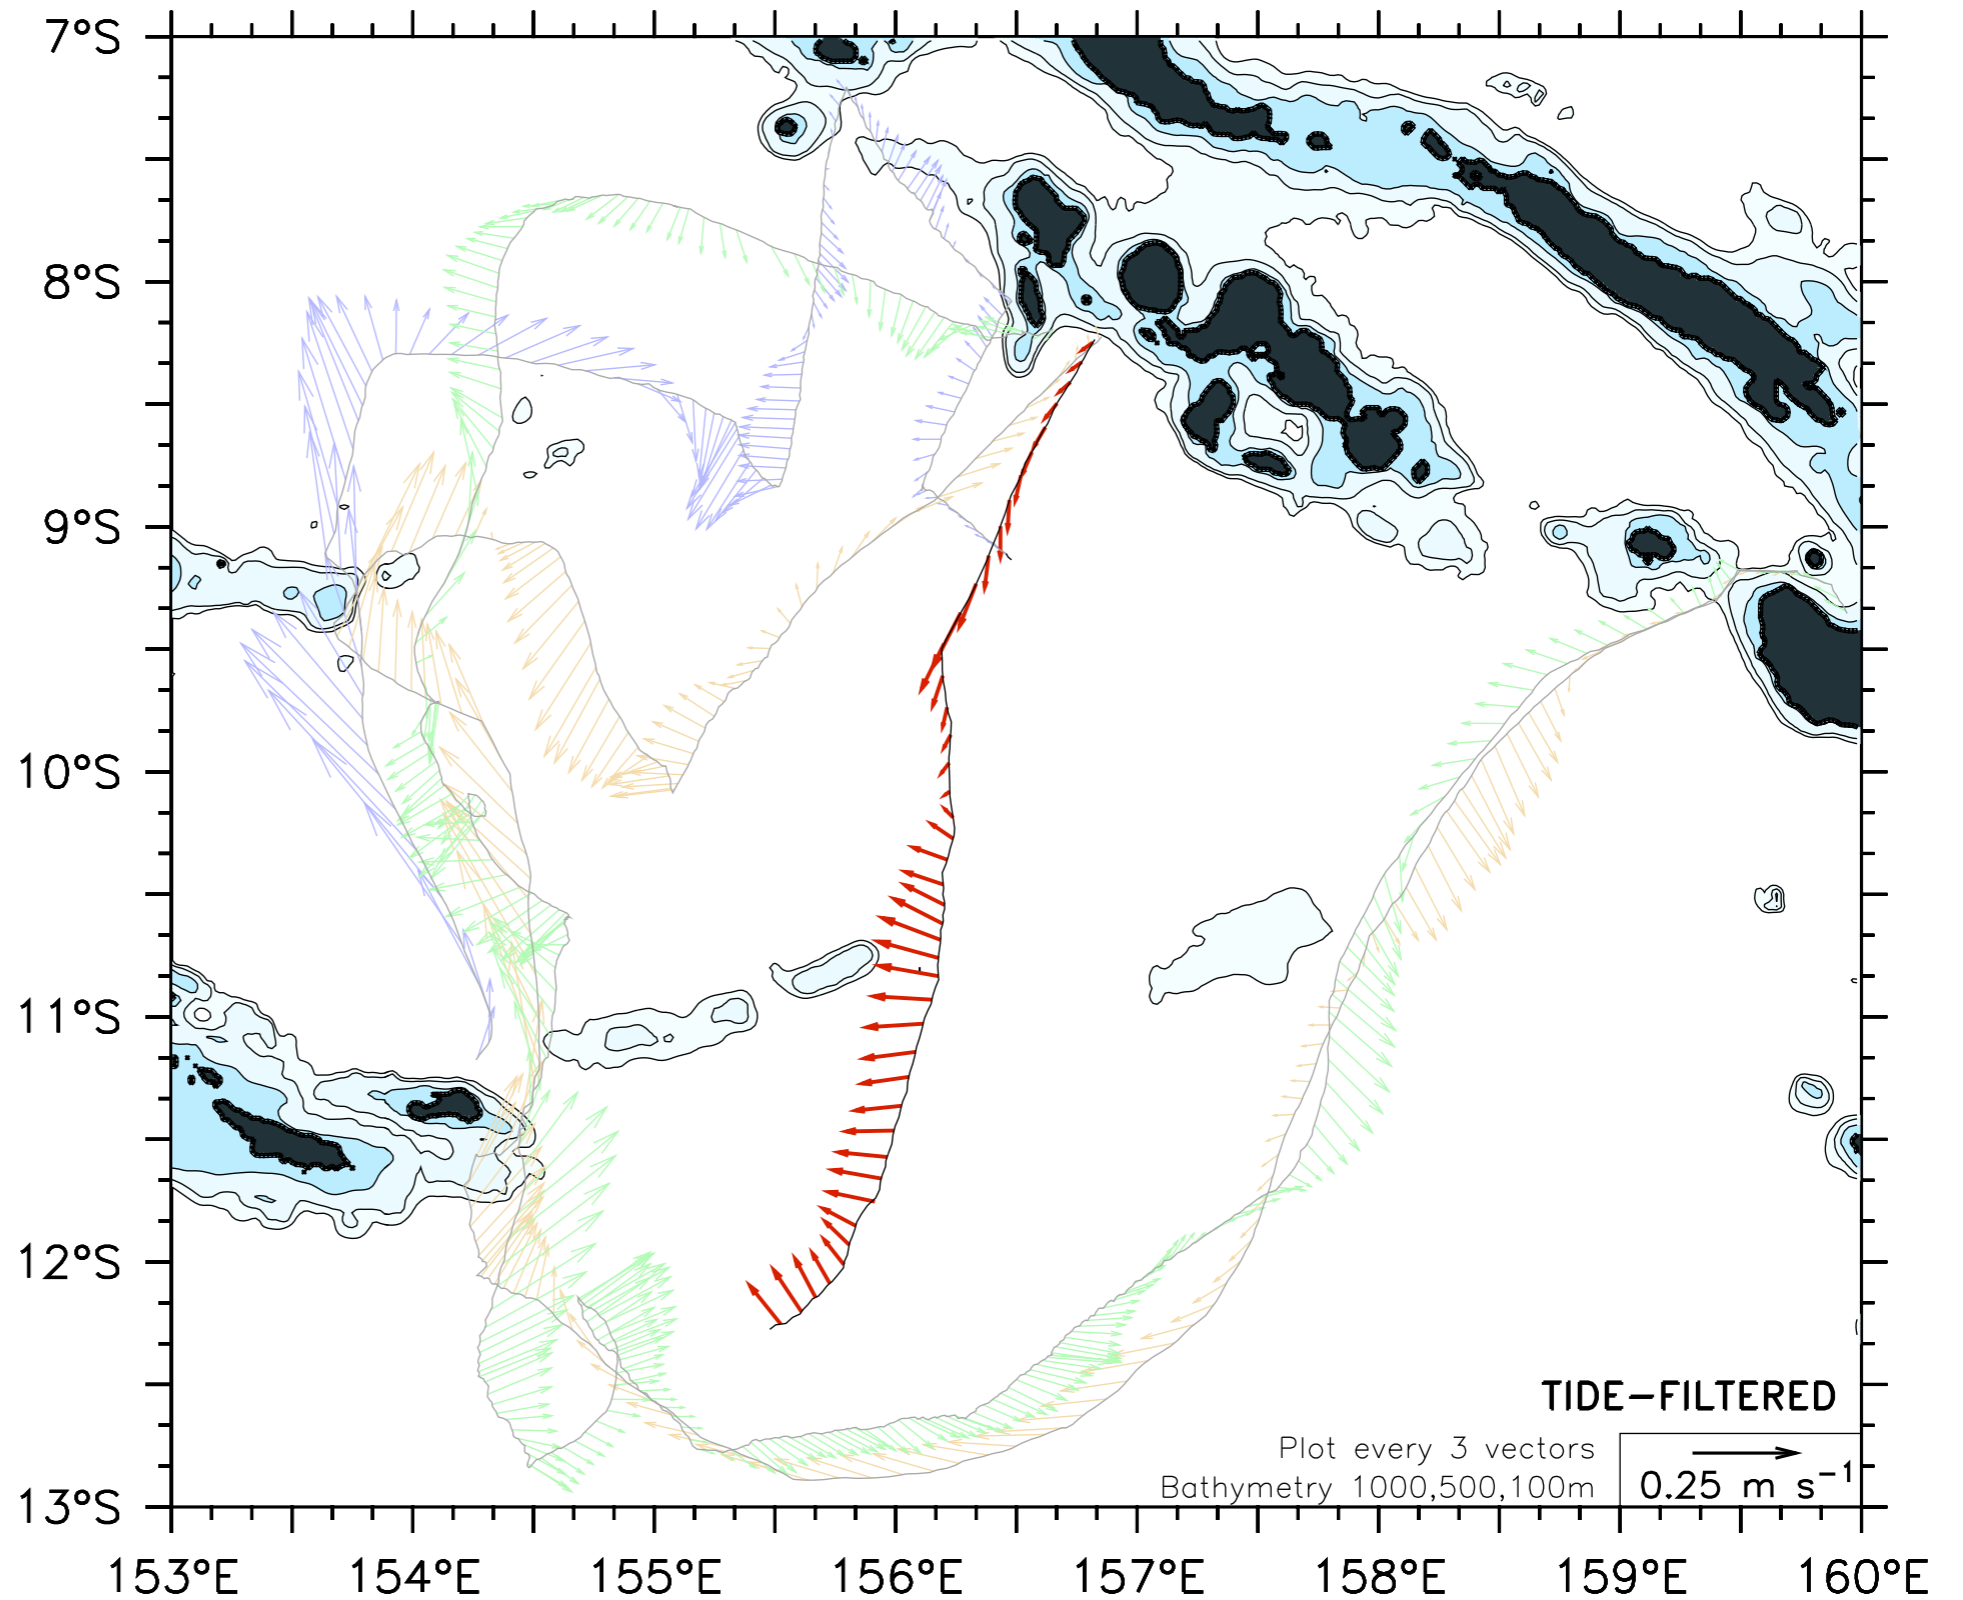 7°S
8°S
9°S
10°S
11°S
12°S
13°S
TIDE-FILTERED
Plot every 3 vectors
Bathymetry 1000,500,100m
0.25 m s⁻¹
153°E 154°E 155°E 156°E 157°E 158°E 159°E 160°E